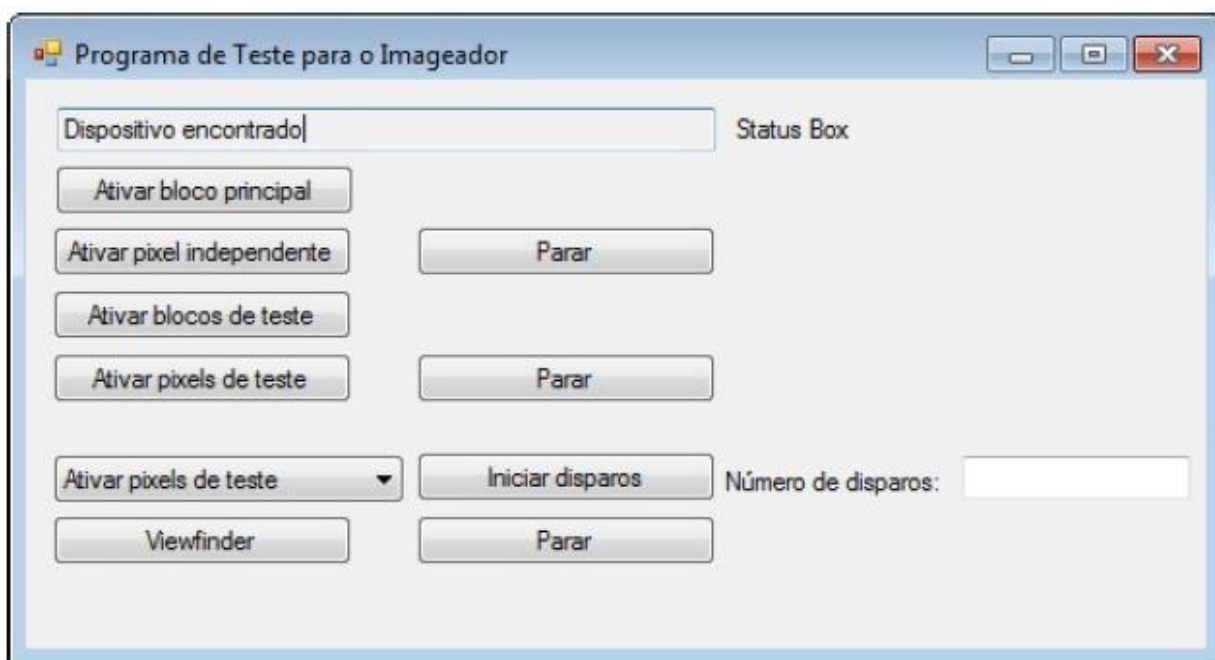 Programa de Teste para o Imageador
Dispositivo encontrado
Status Box
Ativar bloco principal
Ativar pixel independente
Parar
Ativar blocos de teste
Ativar pixels de teste
Parar
Ativar pixels de teste
Iniciar disparos
Número de disparos:
Viewfinder
Parar